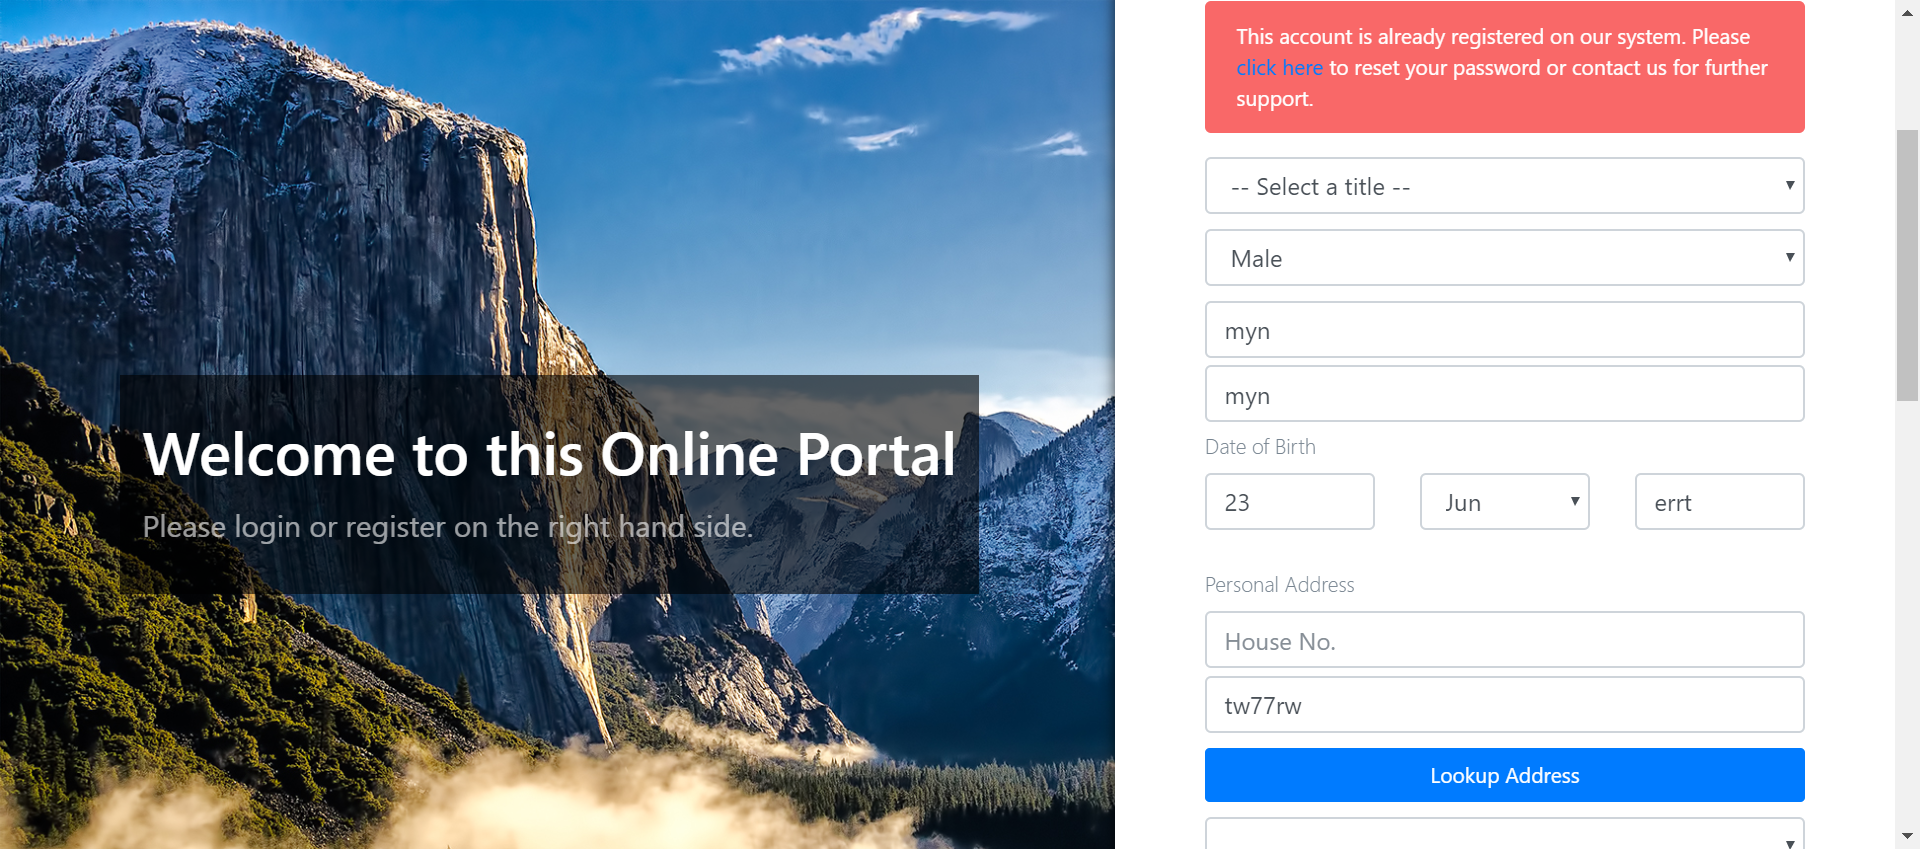 Welcome to this Online Portal
Please login or register on the right hand side.
This account is already registered on our system. Please
click here to reset your password or contact us for further
support.
-- Select a title --
Male
myn
myn
Date of Birth
23
Jun
errt
Personal Address
House No.
tw77rw
Lookup Address